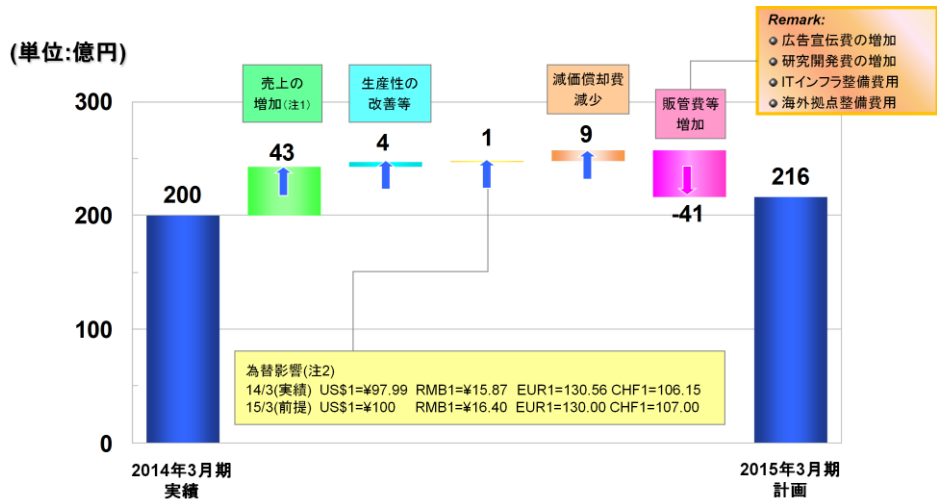 (単位:億円)
Remark:
広告宣伝費の増加
研究開発費の増加
ITインフラ整備費用
海外拠点整備費用
売上の
増加(注1)
生産性の
改善等
減価償却費
減少
販管費等
増加
300
200
100
0
200
43
4
1
9
-41
216
為替影響(注2)
14/3(実績) US$1=¥97.99 RMB1=¥15.87 EUR1=130.56 CHF1=106.15
15/3(前提) US$1=¥100 RMB1=¥16.40 EUR1=130.00 CHF1=107.00
2014年3月期
実績
2015年3月期
計画